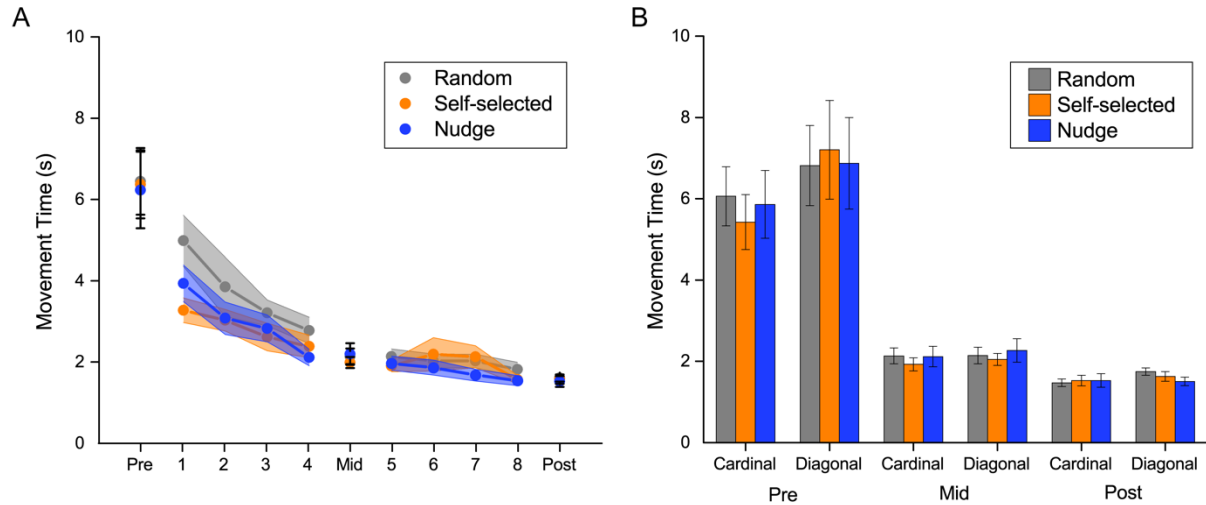 A
Movement Time (s)
10
8
6
4
2
0
Random
Self-selected
Nudge
Pre 1 2 3 4 Mid 5 6 7 8 Post
B
Movement Time (s)
10
8
6
4
2
0
Random
Self-selected
Nudge
Cardinal Diagonal Cardinal Diagonal Cardinal Diagonal
Pre Mid Post